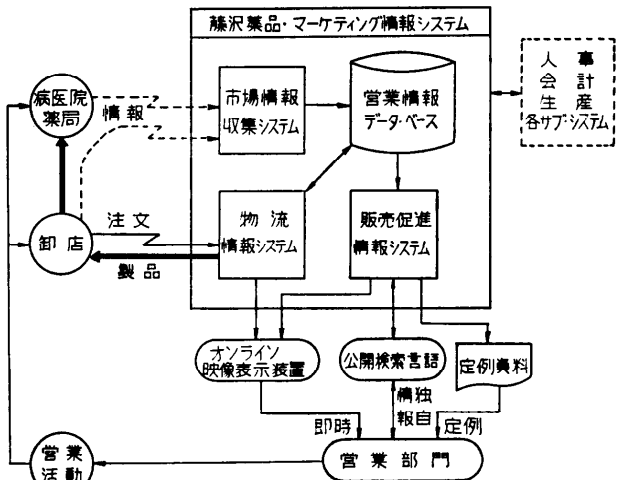 藤沢薬品・マーケティング情報システム
人事
会計
生産
各サブ・システム
病医院
薬局
情報
市場情報
収集システム
営業情報
データ・ベース
卸店
注文
製品
物流
情報システム
販売促進
情報システム
オンライン
映像表示装置
公開検索言語
定例資料
即時
情独
報自
定例
営業部門
営業
活動